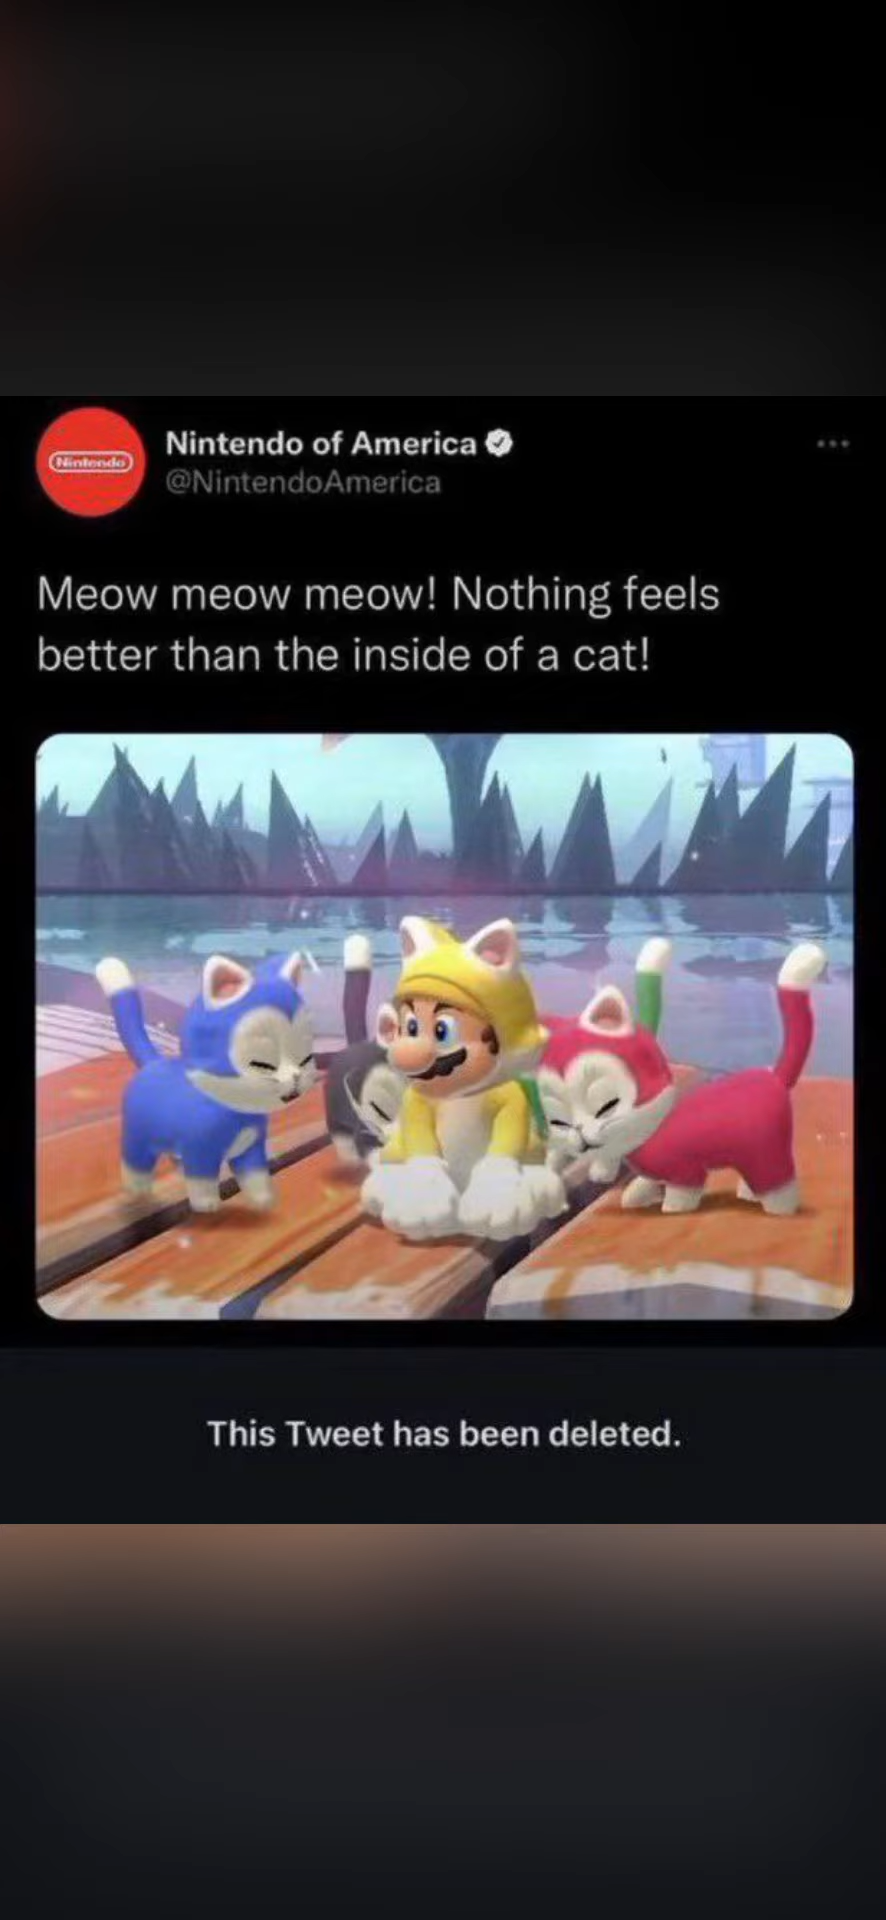 Nintendo
Nintendo of America
@NintendoAmerica
Meow meow meow! Nothing feels
better than the inside of a cat!
This Tweet has been deleted.